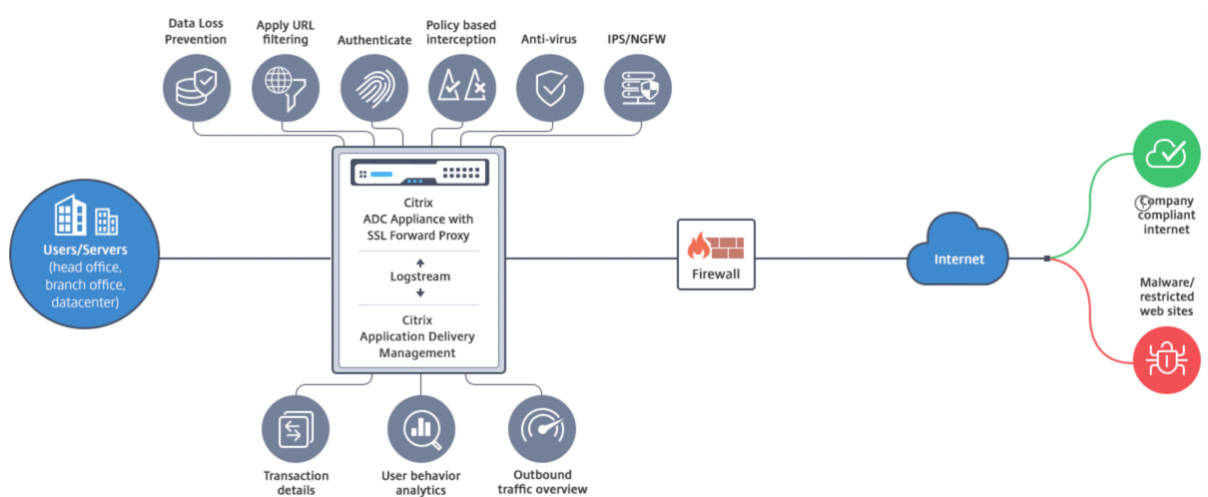 Data Loss
Prevention
Apply URL
filtering
Authenticate
Policy based
interception
Anti-virus
IPS/NGFW
Users/Servers
(head office,
branch office,
datacenter)
Citrix
ADC Appliance with
SSL Forward Proxy
Logstream
Citrix
Application Delivery
Management
Firewall
Internet
Company
compliant
internet
Malware/
restricted
web sites
Transaction
details
User behavior
analytics
Outbound
traffic overview